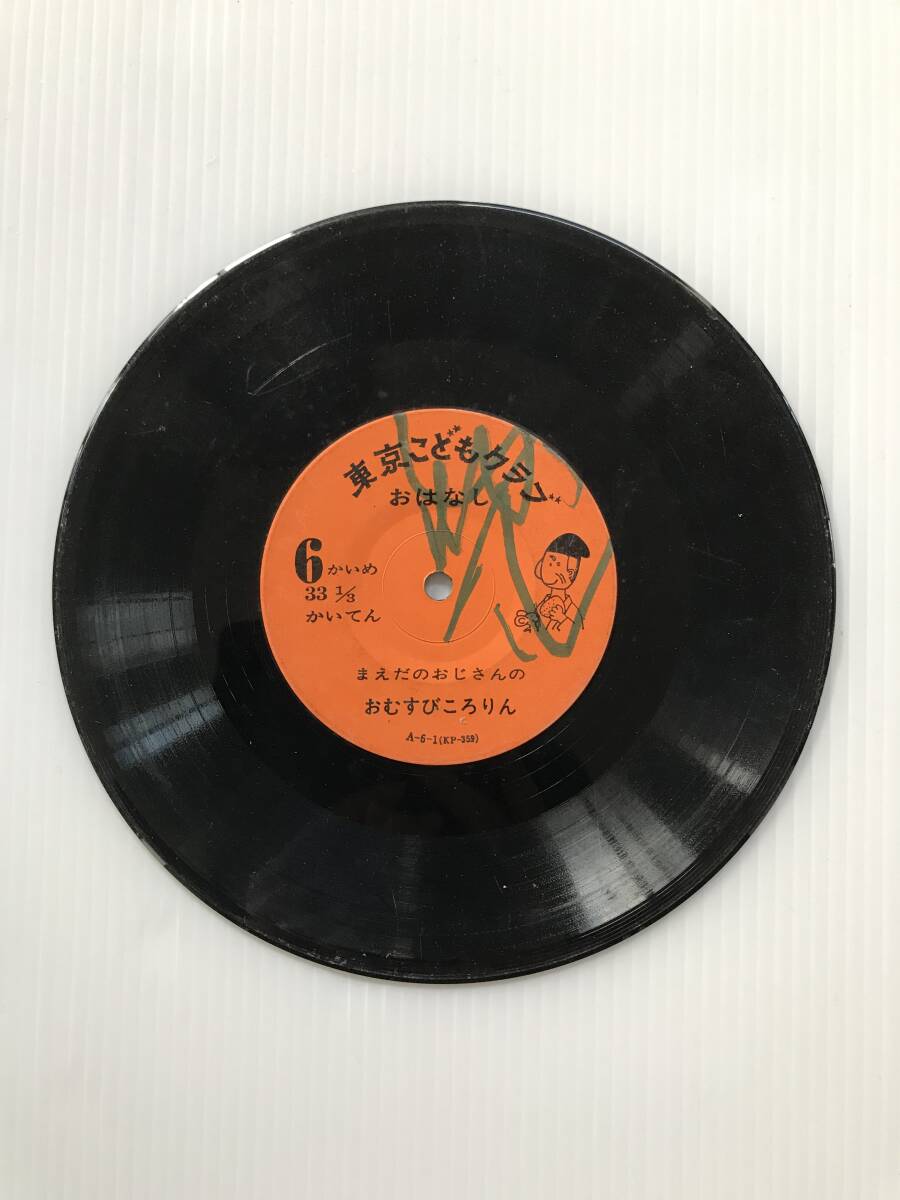 東京こどもクラブ
おはなし
6かいめ
33 1/3
かいてん
まえだのおじさんの
おむすびころりん
A-6-1(KP-359)